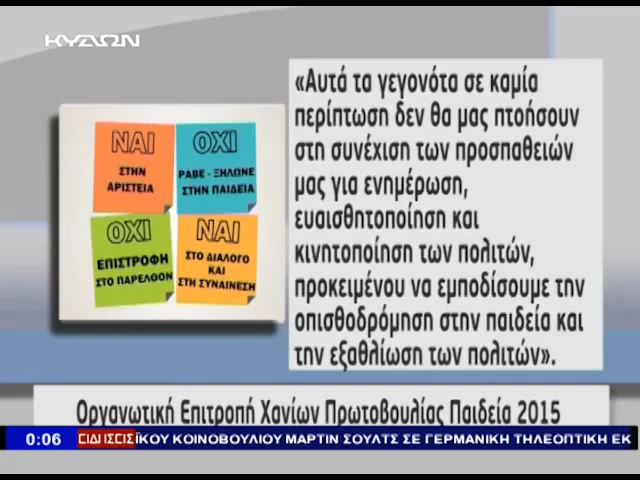 ΚΥΔΩΝ
«Αυτά τα γεγονότα σε καμία
περίπτωση δεν θα μας πτοήσουν
στη συνέχιση των προσπαθειών
μας για ενημέρωση,
ευαισθητοποίηση και
κινητοποίηση των πολιτών,
προκειμένου να εμποδίσουμε την
οπισθοδρόμηση στην παιδεία και
την εξαθλίωση των πολιτών».
ΝΑΙ
ΣΤΗΝ
ΑΡΙΣΤΕΙΑ
ΟΧΙ
ΡΑΒΕ - ΞΗΛΩΝΕ
ΣΤΗΝ ΠΑΙΔΕΙΑ
ΟΧΙ
ΕΠΙΣΤΡΟΦΗ
ΣΤΟ ΠΑΡΕΛΘΟΝ
ΝΑΙ
ΣΤΟ ΔΙΑΛΟΓΟ
ΚΑΙ
ΣΤΗ ΣΥΝΑΙΝΕΣΗ
Οργανωτική Επιτροπή Χανίων Πρωτοβουλίας Παιδεία 2015
0:06 ΪΚΟΥ ΚΟΙΝΟΒΟΥΛΙΟΥ ΜΑΡΤΙΝ ΣΟΥΛΤΣ ΣΕ ΓΕΡΜΑΝΙΚΗ ΤΗΛΕΟΠΤΙΚΗ ΕΚ